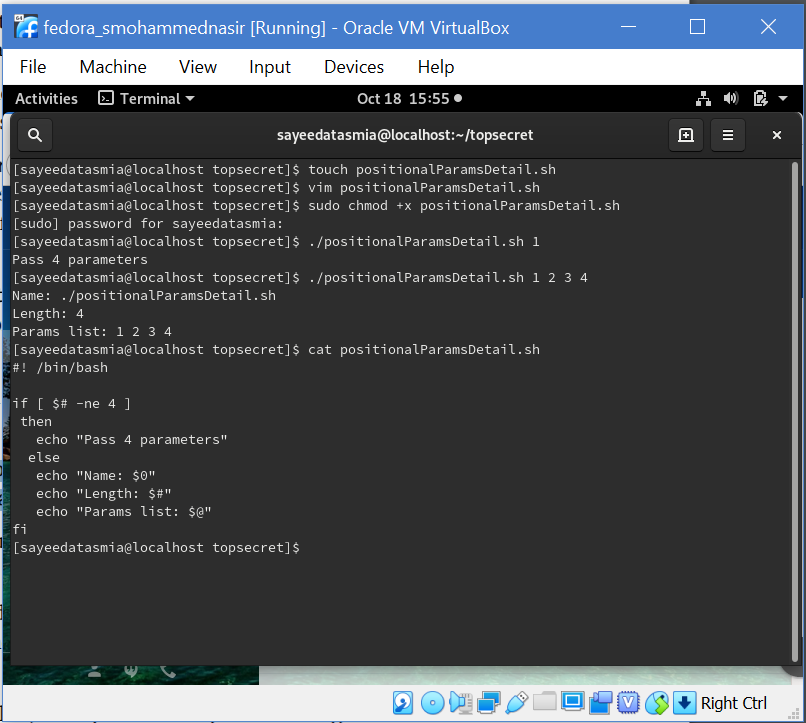 fedora_smohammednasir [Running] - Oracle VM VirtualBox
File Machine View Input Devices Help
Activities Terminal Oct 18 15:55
sayeedatasmia@localhost:~/topsecret
[sayeedatasmia@localhost topsecret]$ touch positionalParamsDetail.sh
[sayeedatasmia@localhost topsecret]$ vim positionalParamsDetail.sh
[sayeedatasmia@localhost topsecret]$ sudo chmod +x positionalParamsDetail.sh
[sudo] password for sayeedatasmia:
[sayeedatasmia@localhost topsecret]$ ./positionalParamsDetail.sh 1
Pass 4 parameters
[sayeedatasmia@localhost topsecret]$ ./positionalParamsDetail.sh 1 2 3 4
Name: ./positionalParamsDetail.sh
Length: 4
Params list: 1 2 3 4
[sayeedatasmia@localhost topsecret]$ cat positionalParamsDetail.sh
#! /bin/bash

if [ $# -ne 4 ]
 then
   echo "Pass 4 parameters"
  else
   echo "Name: $0"
   echo "Length: $#"
   echo "Params list: $@"
fi
[sayeedatasmia@localhost topsecret]$
Right Ctrl